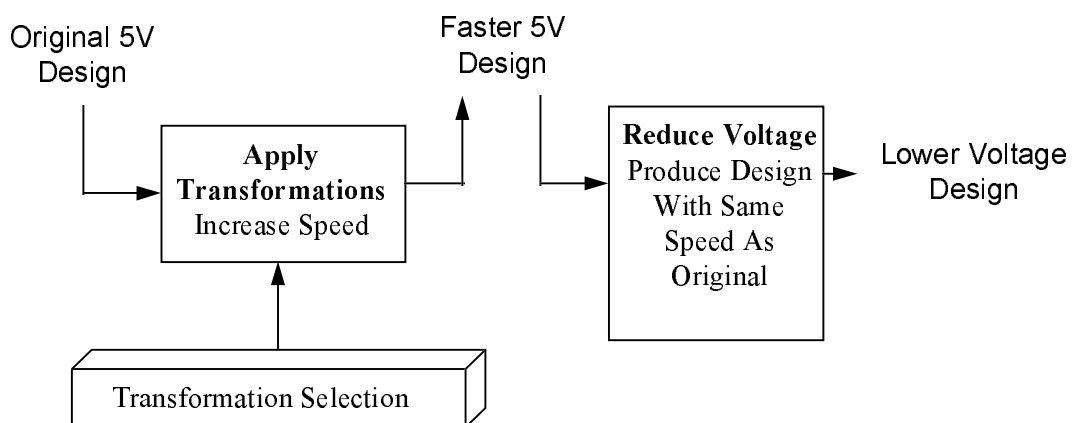 Original 5V
Design
Apply
Transformations
Increase Speed
Transformation Selection
Faster 5V
Design
Reduce Voltage
Produce Design
With Same
Speed As
Original
Lower Voltage
Design